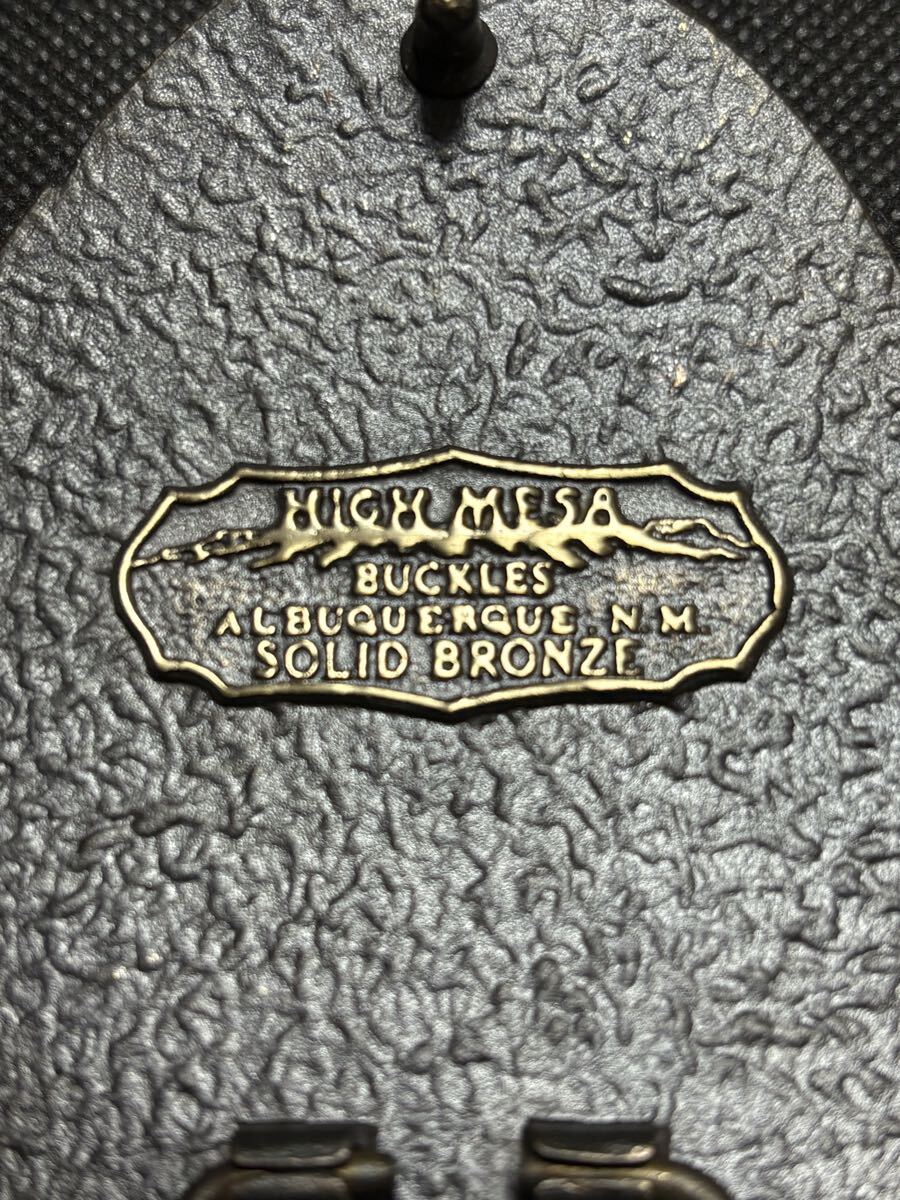 HIGH MESA
BUCKLES
ALBUQUERQUE. N M.
SOLID BRONZE